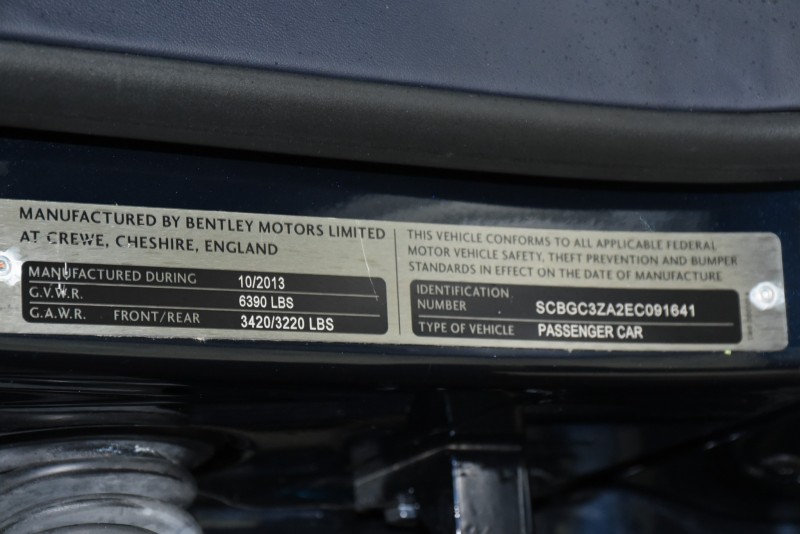 MANUFACTURED BY BENTLEY MOTORS LIMITED
AT CREWE, CHESHIRE, ENGLAND
MANUFACTURED DURING 10/2013
G.V.W.R. 6390 LBS
G.A.W.R. FRONT/REAR 3420/3220 LBS
THIS VEHICLE CONFORMS TO ALL APPLICABLE FEDERAL
MOTOR VEHICLE SAFETY, THEFT PREVENTION AND BUMPER
STANDARDS IN EFFECT ON THE DATE OF MANUFACTURE
IDENTIFICATION
NUMBER SCBGC3ZA2EC091641
TYPE OF VEHICLE PASSENGER CAR